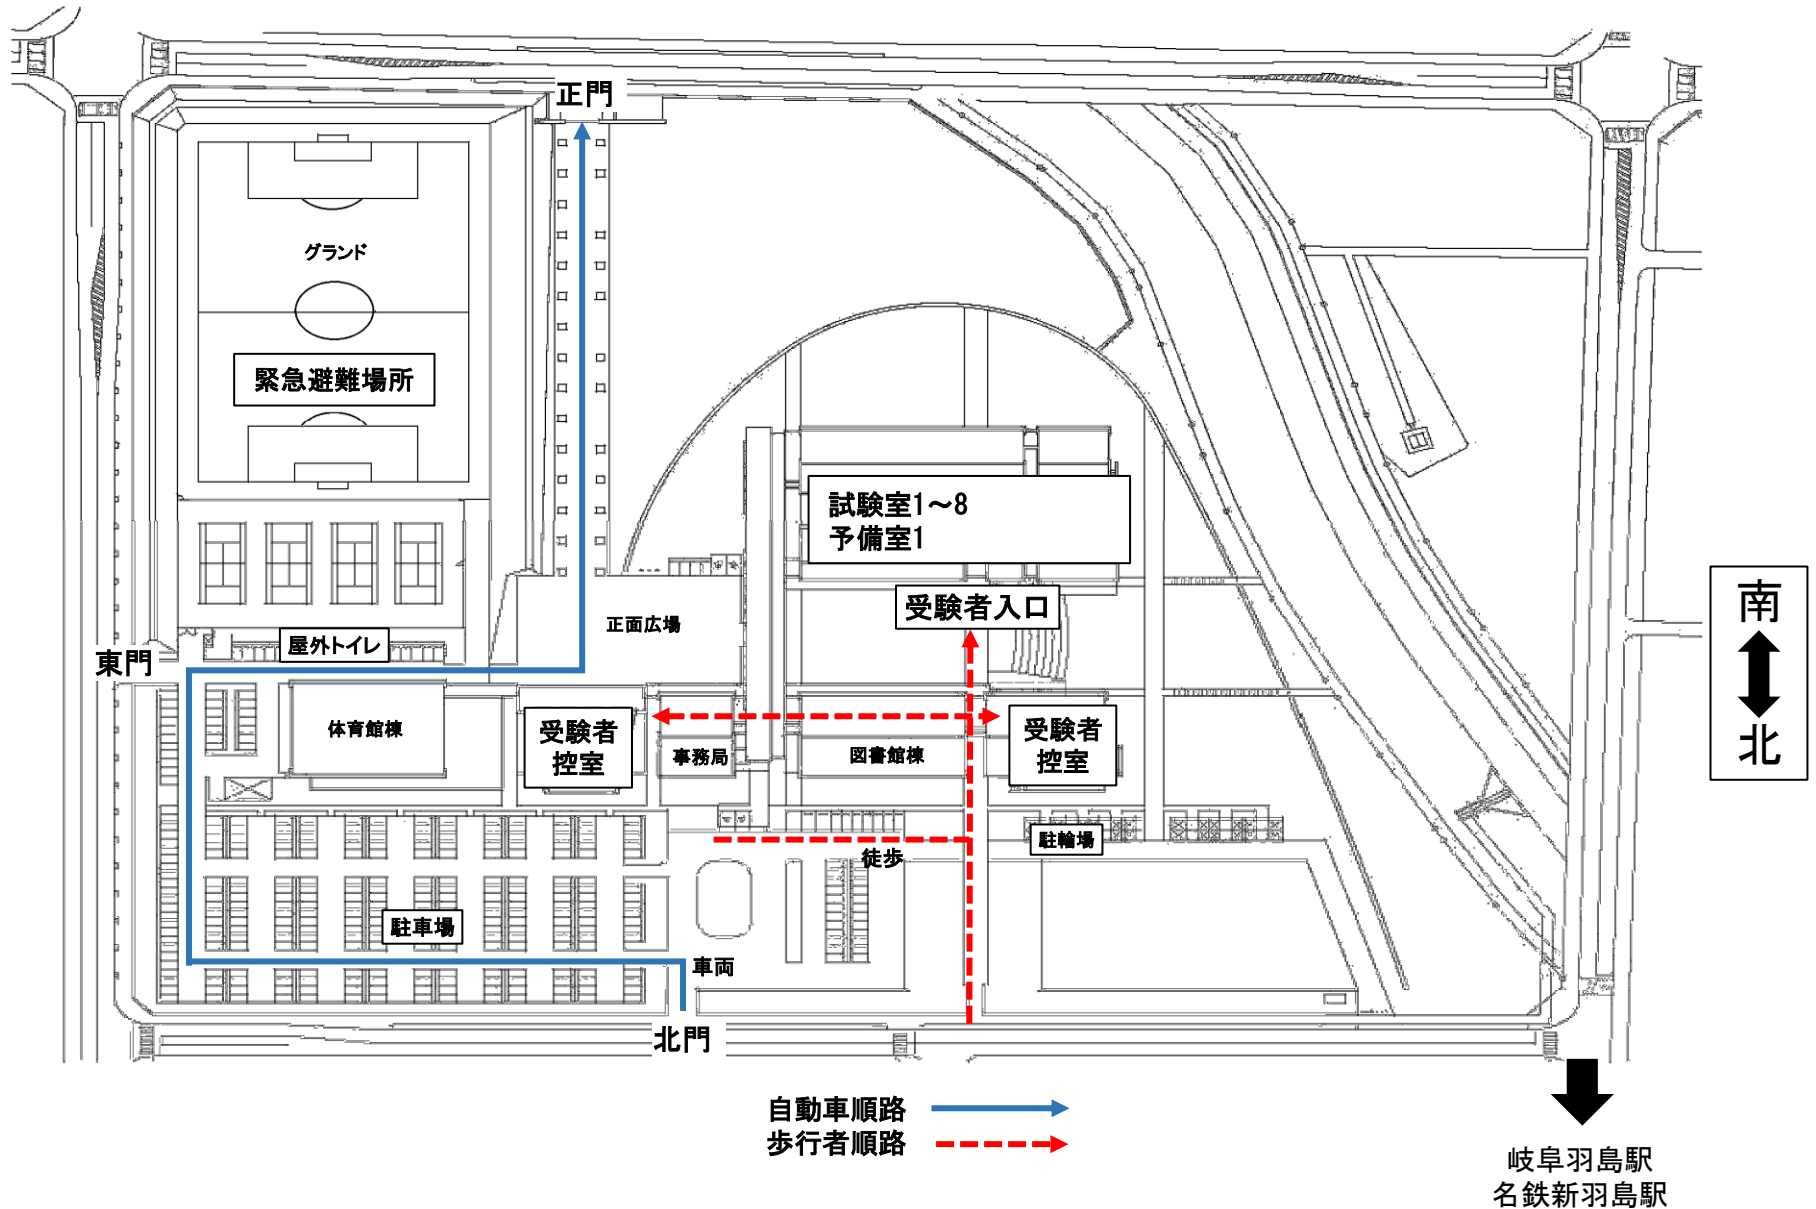 正門
グランド
緊急避難場所
試験室1～8
予備室1
受験者入口
正面広場
屋外トイレ
東門
体育館棟
受験者
控室
事務局
図書館棟
受験者
控室
南
北
徒歩
駐輪場
駐車場
車両
北門
自動車順路
歩行者順路
岐阜羽島駅
名鉄新羽島駅